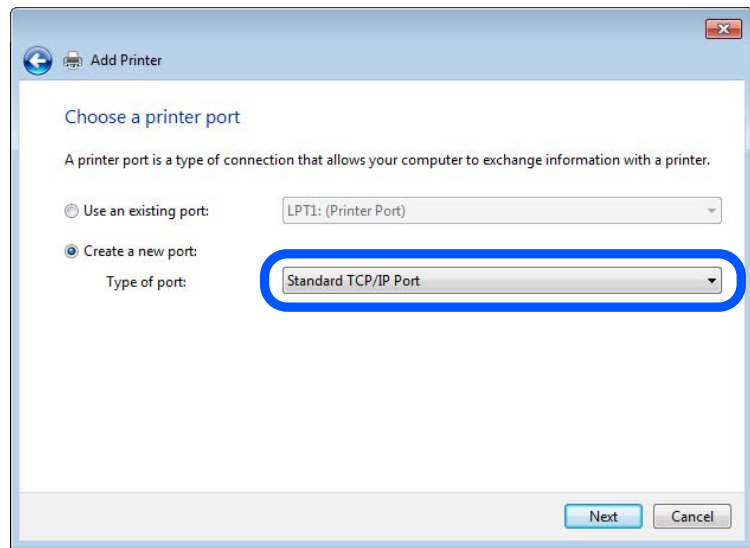 Add Printer
Choose a printer port
A printer port is a type of connection that allows your computer to exchange information with a printer.
Use an existing port: LPT1: (Printer Port)
Create a new port:
Type of port: Standard TCP/IP Port
Next Cancel